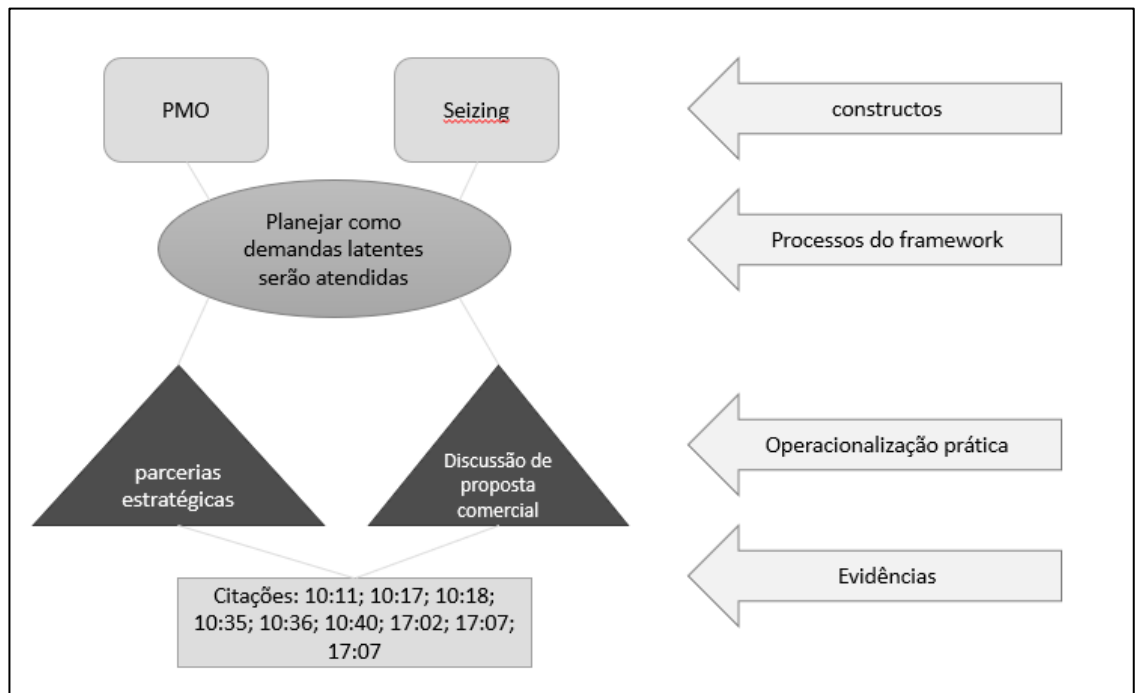 PMO
Seizing
constructos
Planejar como
demandas latentes
serão atendidas
Processos do framework
parcerias
estratégicas
Discussão de
proposta
comercial
Operacionalização prática
Citações: 10:11; 10:17; 10:18;
10:35; 10:36; 10:40; 17:02; 17:07;
17:07
Evidências